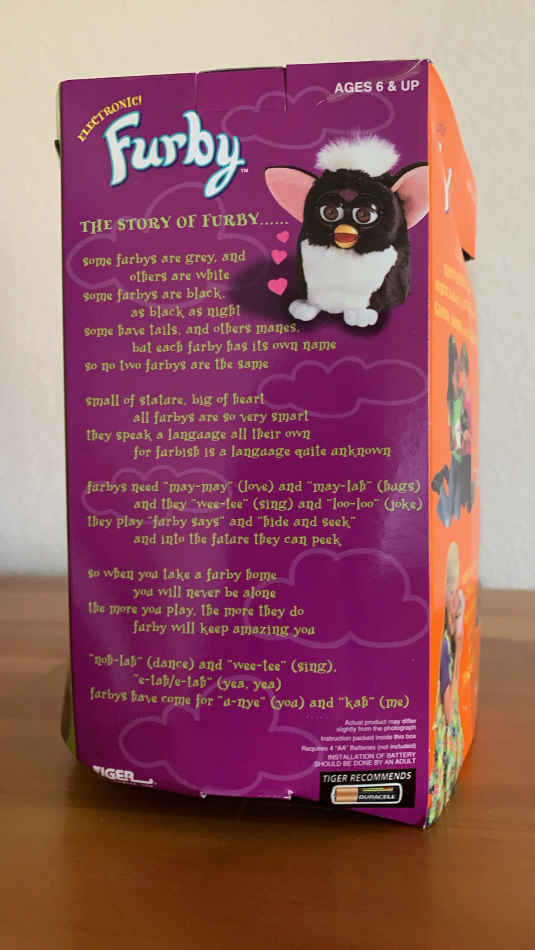 AGES 6 & UP
ELECTRONIC!
Furby™
THE STORY OF FURBY......
some furbys are grey, and
others are white
some furbys are black,
as black as night
some have tails, and others manes,
but each furby has its own name
so no two furbys are the same
small of stature, big of heart
all furbys are so very smart
they speak a language all their own
for furbish is a language quite unknown
furbys need "may-may" (love) and "may-lah" (hugs)
and they "wee-tee" (sing) and "loo-loo" (joke)
they play "furby says" and "hide and seek"
and into the future they can peek
so when you take a furby home
you will never be alone
the more you play, the more they do
furby will keep amazing you
"noh-lah" (dance) and "wee-tee" (sing),
"e-lah/e-lah" (yea, yea)
furbys have come for "u-nye" (you) and "kah" (me)
.....
Actual product may differ
slightly from the photograph
Instruction packed inside this box
Requires 4 "AA" Batteries (not included)
INSTALLATION OF BATTERY
SHOULD BE DONE BY AN ADULT
TIGER
TIGER RECOMMENDS
DURACELL
Y